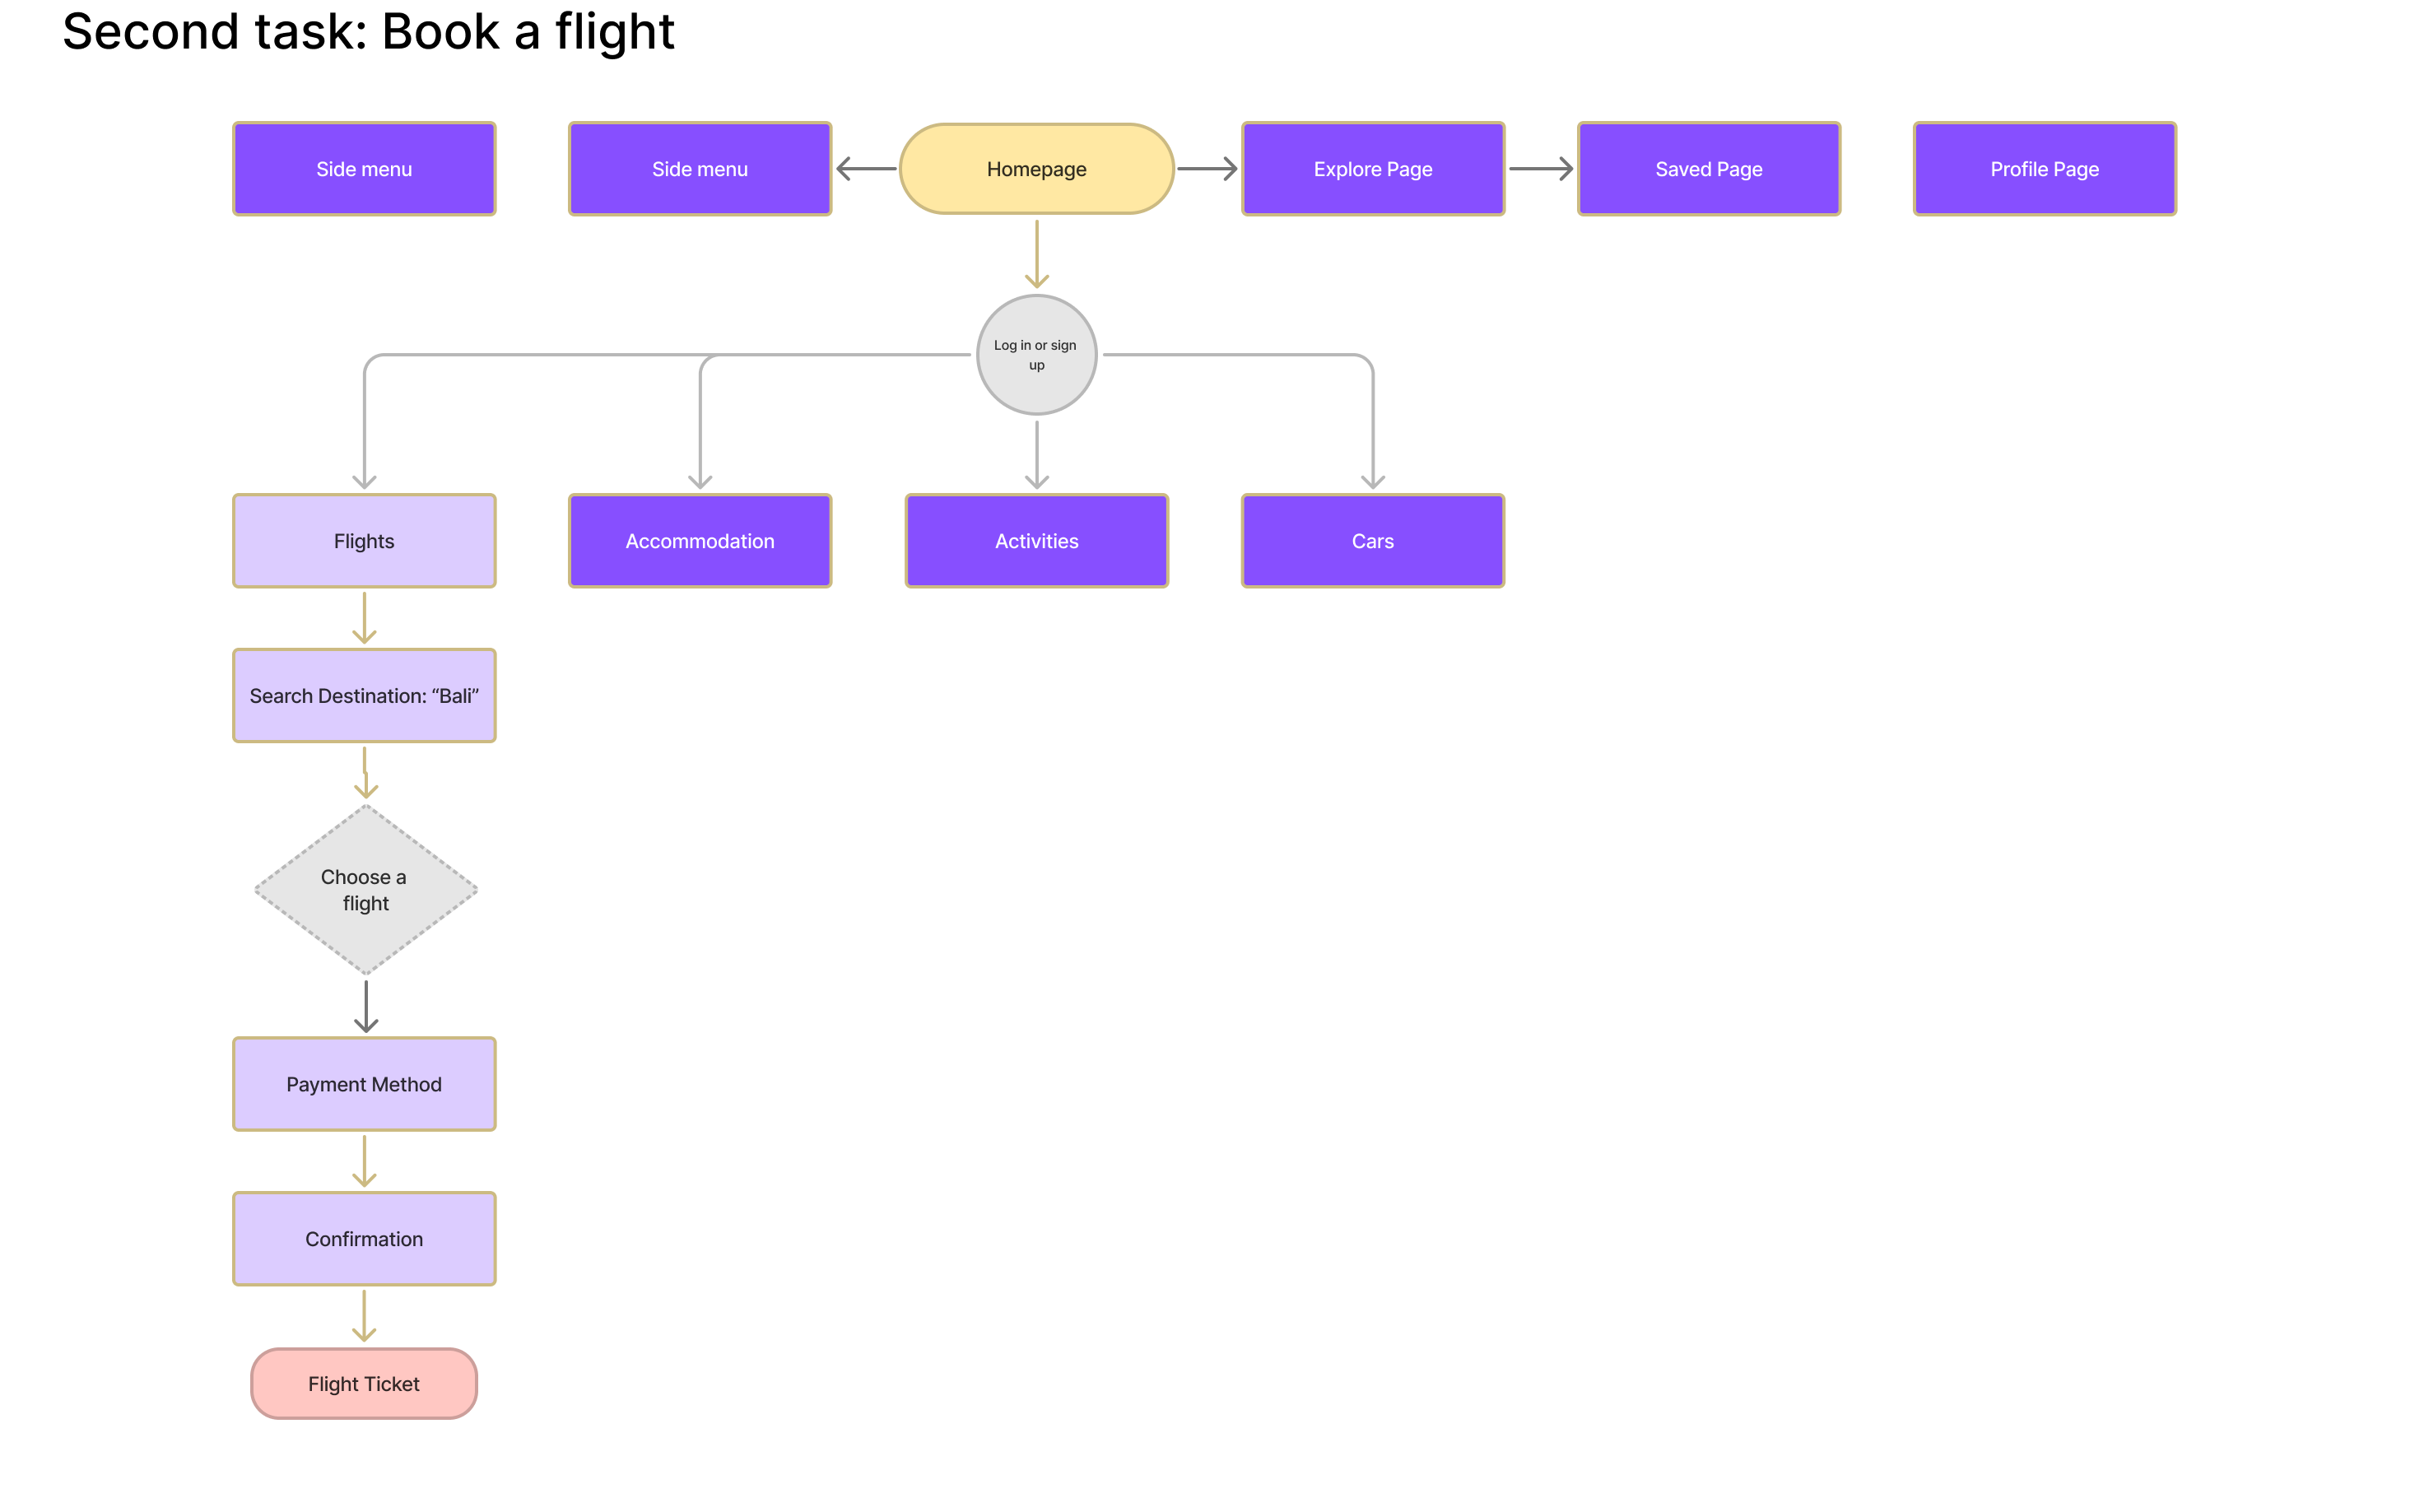 Second task: Book a flight
Side menu
Side menu
Homepage
Explore Page
Saved Page
Profile Page
Log in or sign
up
Flights
Accommodation
Activities
Cars
Search Destination: “Bali”
Choose a
flight
Payment Method
Confirmation
Flight Ticket